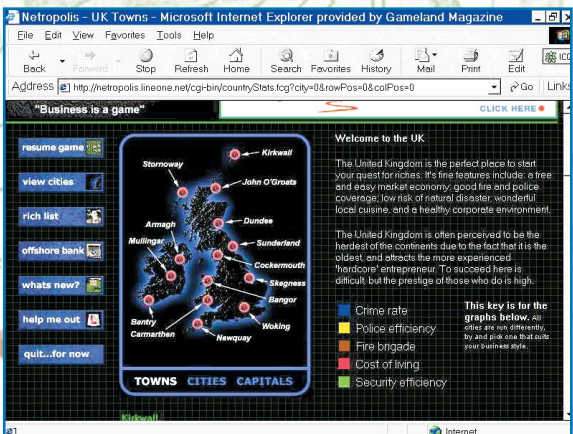 Netropolis - UK Towns - Microsoft Internet Explorer provided by Gameland Magazine
File Edit View Favorites Tools Help
Back Forward Stop Refresh Home Search Favorites History Mail Print Edit
Address http://netropolis.lineone.net/cgi-bin/countryStats.fcg?city=0&rowPos=0&colPos=0 Go Links
"Business is a game"
CLICK HERE
resume game
view cities
rich list
offshore bank
whats new?
help me out
quit...for now
Kirkwall
Stornoway
John O'Groats
Dundee
Armagh
Mullingar
Sunderland
Cockermouth
Skegness
Bangor
Bantry
Carmarthen
Woking
Newquay
TOWNS CITIES CAPITALS
Kirkwall.
Welcome to the UK
The United Kingdom is the perfect place to start
your quest for riches. It's fine features include: a free
and easy market economy; good fire and police
coverage; low risk of natural disaster; wonderful
local cuisine, and a healthy corporate environment.
The United Kingdom is often perceived to be the
hardest of the continents due to the fact that it is the
oldest, and attracts the more experienced
'hardcore' entrepreneur. To succeed here is
difficult, but the prestige of those who do is high.
Crime rate
Police efficiency
Fire brigade
Cost of living
Security efficiency
This key is for the
graphs below. All
cities are run differently,
try and pick one that suits
your business style.
Internet